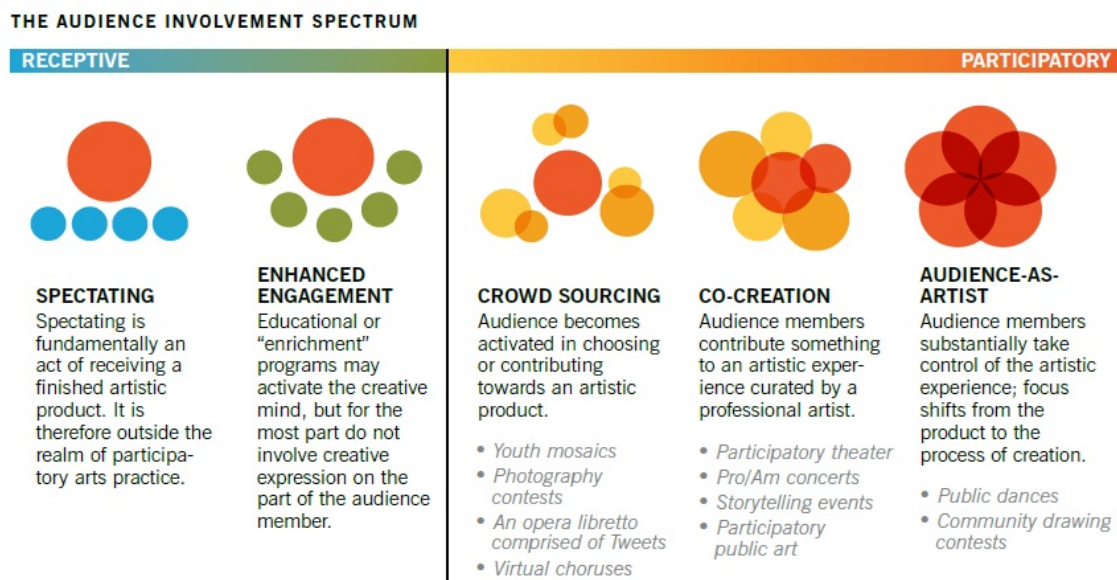 THE AUDIENCE INVOLVEMENT SPECTRUM
RECEPTIVE
PARTICIPATORY
SPECTATING
Spectating is
fundamentally an
act of receiving a
finished artistic
product. It is
therefore outside the
realm of participa-
tory arts practice.
ENHANCED
ENGAGEMENT
Educational or
“enrichment”
programs may
activate the creative
mind, but for the
most part do not
involve creative
expression on the
part of the audience
member.
CROWD SOURCING
Audience becomes
activated in choosing
or contributing
towards an artistic
product.
• Youth mosaics
• Photography
contests
• An opera libretto
comprised of Tweets
• Virtual choruses
CO-CREATION
Audience members
contribute something
to an artistic exper-
ience curated by a
professional artist.
• Participatory theater
• Pro/Am concerts
• Storytelling events
• Participatory
public art
AUDIENCE-AS-
ARTIST
Audience members
substantially take
control of the artistic
experience; focus
shifts from the
product to the
process of creation.
• Public dances
• Community drawing
contests